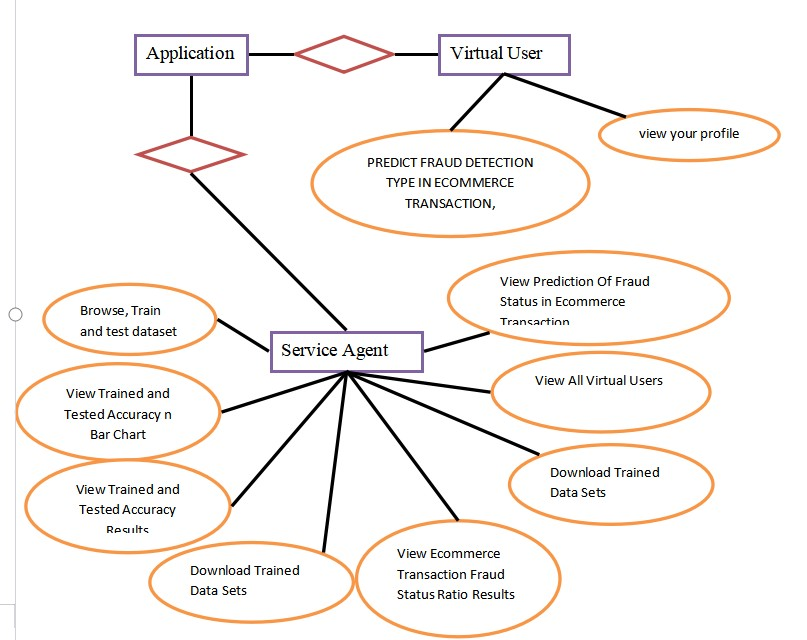 Application
Virtual User
view your profile
PREDICT FRAUD DETECTION
TYPE IN ECOMMERCE
TRANSACTION,
View Prediction Of Fraud
Status in Ecommerce
Transaction
Browse, Train
and test dataset
Service Agent
View All Virtual Users
View Trained and
Tested Accuracy n
Bar Chart
Download Trained
Data Sets
View Trained and
Tested Accuracy
Results
Download Trained
Data Sets
View Ecommerce
Transaction Fraud
Status Ratio Results